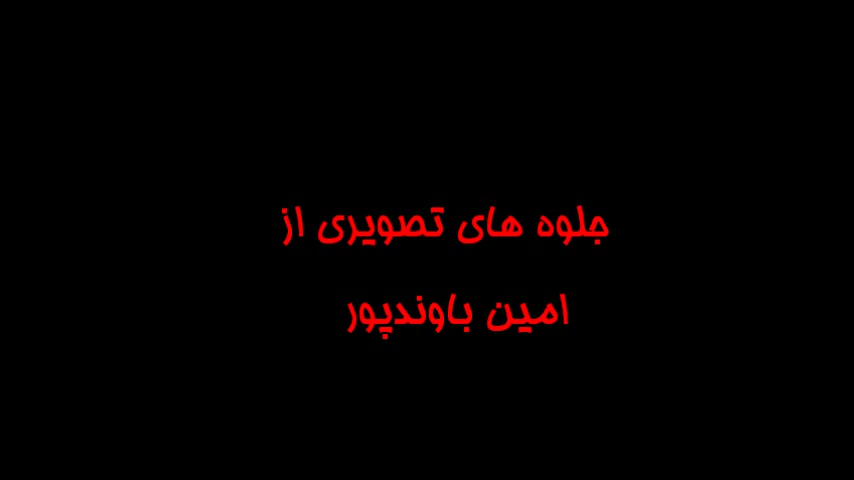 جلوه های تصویری از
امین باوندپور